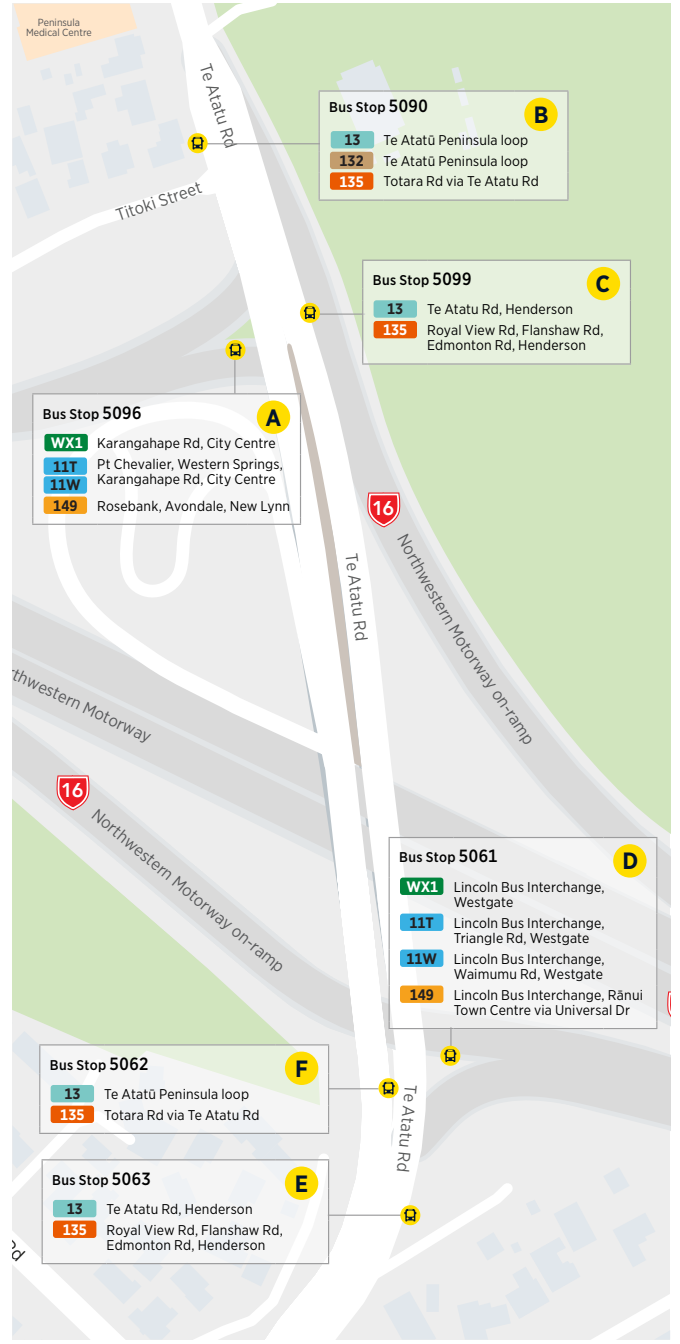 Peninsula
Medical Centre
Te Atatu Rd
Bus Stop 5090
B
13 Te Atatū Peninsula loop
132 Te Atatū Peninsula loop
135 Totara Rd via Te Atatu Rd
Titoki Street
Bus Stop 5099
C
13 Te Atatu Rd, Henderson
135 Royal View Rd, Flanshaw Rd,
Edmonton Rd, Henderson
Bus Stop 5096
A
WX1 Karangahape Rd, City Centre
11T Pt Chevalier, Western Springs,
11W Karangahape Rd, City Centre
149 Rosebank, Avondale, New Lynn
16
Northwestern Motorway on-ramp
Te Atatu Rd
thwestern Motorway
16
Northwestern Motorway on-ramp
Bus Stop 5061
D
WX1 Lincoln Bus Interchange,
Westgate
11T Lincoln Bus Interchange,
Triangle Rd, Westgate
11W Lincoln Bus Interchange,
Waimumu Rd, Westgate
149 Lincoln Bus Interchange, Rānui
Town Centre via Universal Dr
Bus Stop 5062
F
13 Te Atatū Peninsula loop
135 Totara Rd via Te Atatu Rd
Te Atatu Rd
Bus Stop 5063
E
13 Te Atatu Rd, Henderson
135 Royal View Rd, Flanshaw Rd,
Edmonton Rd, Henderson
Rd